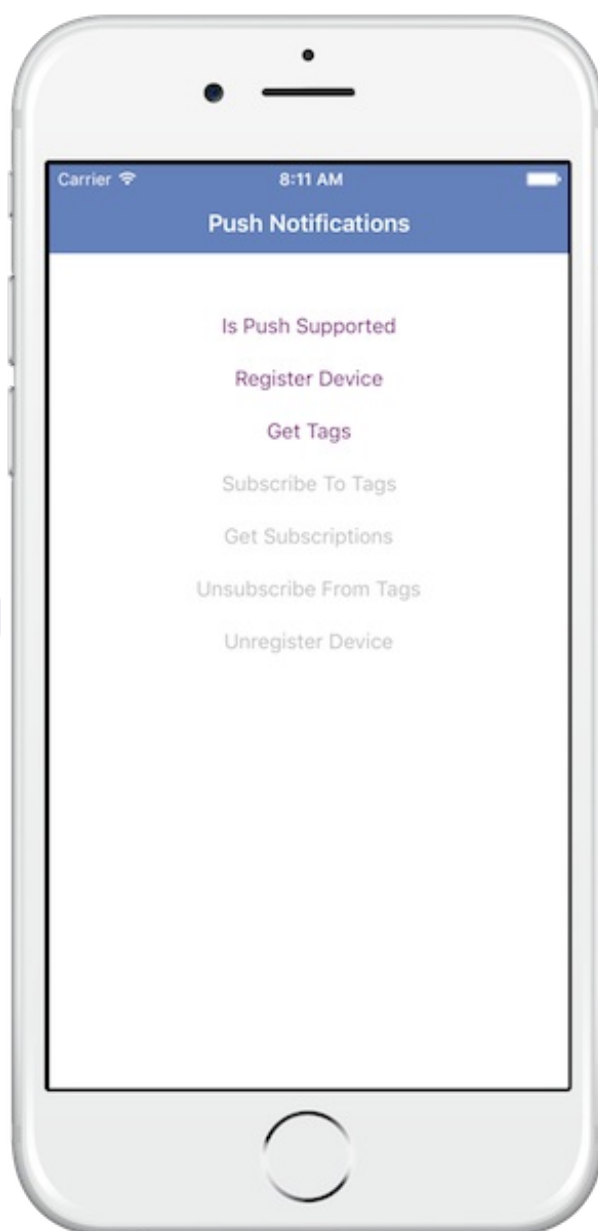 Carrier 8:11 AM
Push Notifications
Is Push Supported
Register Device
Get Tags
Subscribe To Tags
Get Subscriptions
Unsubscribe From Tags
Unregister Device